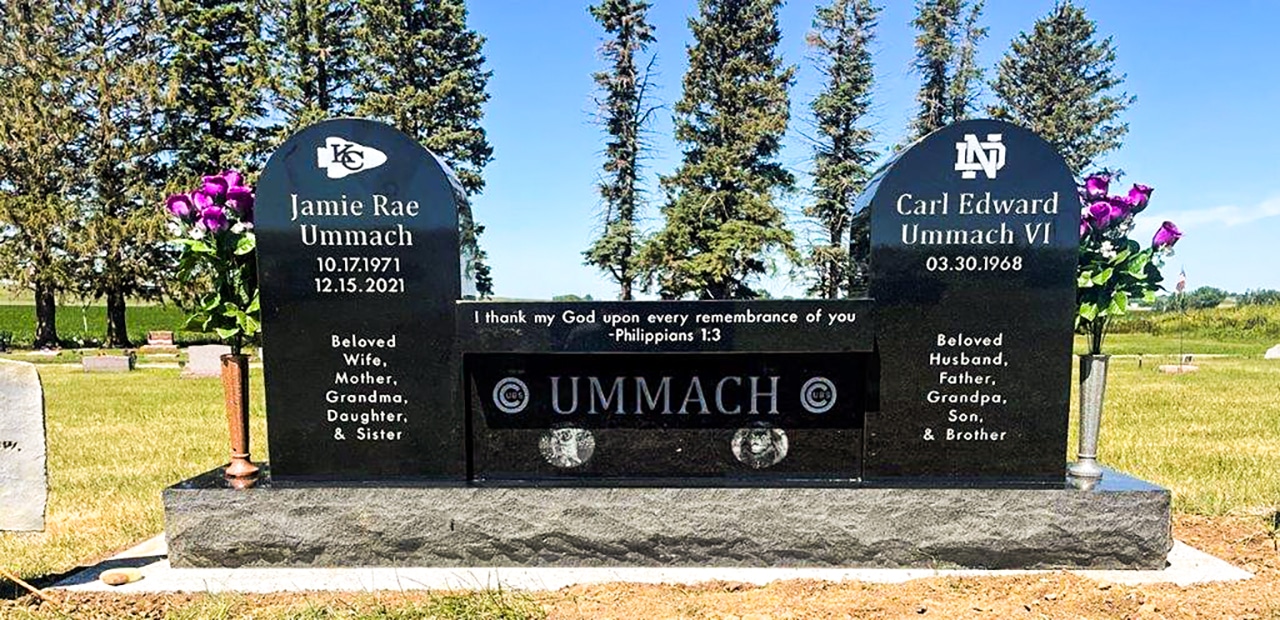 KC
Jamie Rae
Ummach
10.17.1971
12.15.2021
Beloved
Wife,
Mother,
Grandma,
Daughter,
& Sister
I thank my God upon every remembrance of you
-Philippians 1:3
CUBS UMMACH CUBS
ND
Carl Edward
Ummach VI
03.30.1968
Beloved
Husband,
Father,
Grandpa,
Son,
& Brother